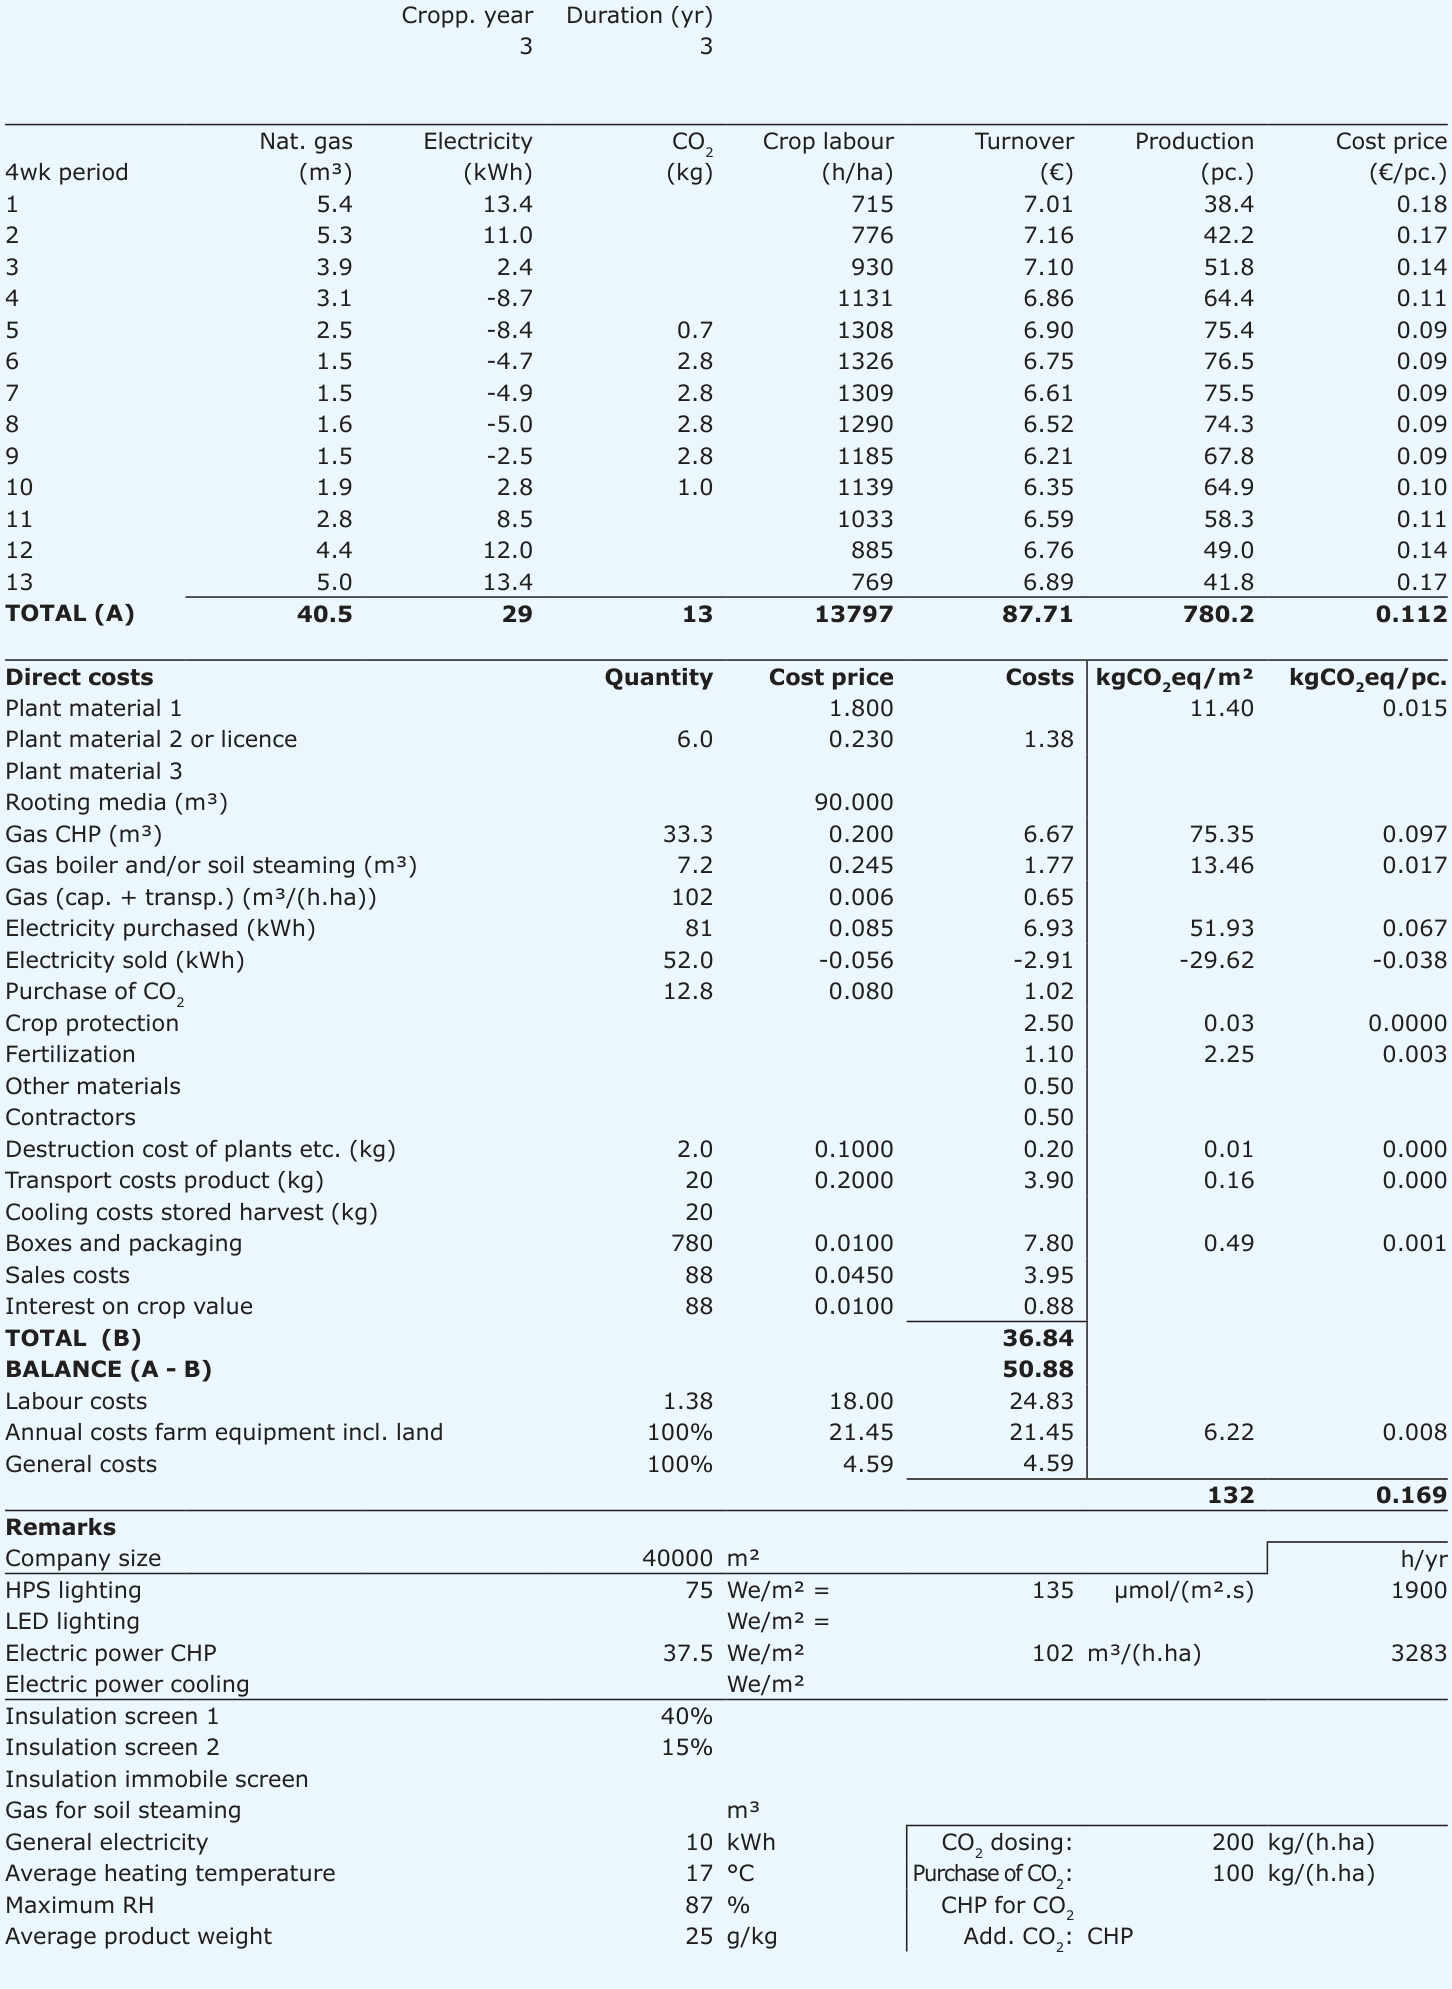 Cropp. year Duration (yr)
3 3
Nat. gas Electricity CO₂ Crop labour Turnover Production Cost price
4wk period (m³) (kWh) (kg) (h/ha) (€) (pc.) (€/pc.)
1 5.4 13.4 715 7.01 38.4 0.18
2 5.3 11.0 776 7.16 42.2 0.17
3 3.9 2.4 930 7.10 51.8 0.14
4 3.1 -8.7 1131 6.86 64.4 0.11
5 2.5 -8.4 0.7 1308 6.90 75.4 0.09
6 1.5 -4.7 2.8 1326 6.75 76.5 0.09
7 1.5 -4.9 2.8 1309 6.61 75.5 0.09
8 1.6 -5.0 2.8 1290 6.52 74.3 0.09
9 1.5 -2.5 2.8 1185 6.21 67.8 0.09
10 1.9 2.8 1.0 1139 6.35 64.9 0.10
11 2.8 8.5 1033 6.59 58.3 0.11
12 4.4 12.0 885 6.76 49.0 0.14
13 5.0 13.4 769 6.89 41.8 0.17
TOTAL (A) 40.5 29 13 13797 87.71 780.2 0.112
Direct costs Quantity Cost price Costs kgCO₂eq/m² kgCO₂eq/pc.
Plant material 1 1.800 11.40 0.015
Plant material 2 or licence 6.0 0.230 1.38
Plant material 3
Rooting media (m³) 90.000
Gas CHP (m³) 33.3 0.200 6.67 75.35 0.097
Gas boiler and/or soil steaming (m³) 7.2 0.245 1.77 13.46 0.017
Gas (cap. + transp.) (m³/(h.ha)) 102 0.006 0.65
Electricity purchased (kWh) 81 0.085 6.93 51.93 0.067
Electricity sold (kWh) 52.0 -0.056 -2.91 -29.62 -0.038
Purchase of CO₂ 12.8 0.080 1.02
Crop protection 2.50 0.03 0.0000
Fertilization 1.10 2.25 0.003
Other materials 0.50
Contractors 0.50
Destruction cost of plants etc. (kg) 2.0 0.1000 0.20 0.01 0.000
Transport costs product (kg) 20 0.2000 3.90 0.16 0.000
Cooling costs stored harvest (kg) 20
Boxes and packaging 780 0.0100 7.80 0.49 0.001
Sales costs 88 0.0450 3.95
Interest on crop value 88 0.0100 0.88
TOTAL (B) 36.84
BALANCE (A - B) 50.88
Labour costs 1.38 18.00 24.83
Annual costs farm equipment incl. land 100% 21.45 21.45 6.22 0.008
General costs 100% 4.59 4.59
132 0.169
Remarks
Company size 40000 m² h/yr
HPS lighting 75 We/m² = 135 µmol/(m².s) 1900
LED lighting We/m² =
Electric power CHP 37.5 We/m² 102 m³/(h.ha) 3283
Electric power cooling We/m²
Insulation screen 1 40%
Insulation screen 2 15%
Insulation immobile screen
Gas for soil steaming m³
General electricity 10 kWh CO₂ dosing: 200 kg/(h.ha)
Average heating temperature 17 °C Purchase of CO₂: 100 kg/(h.ha)
Maximum RH 87 % CHP for CO₂
Average product weight 25 g/kg Add. CO₂: CHP